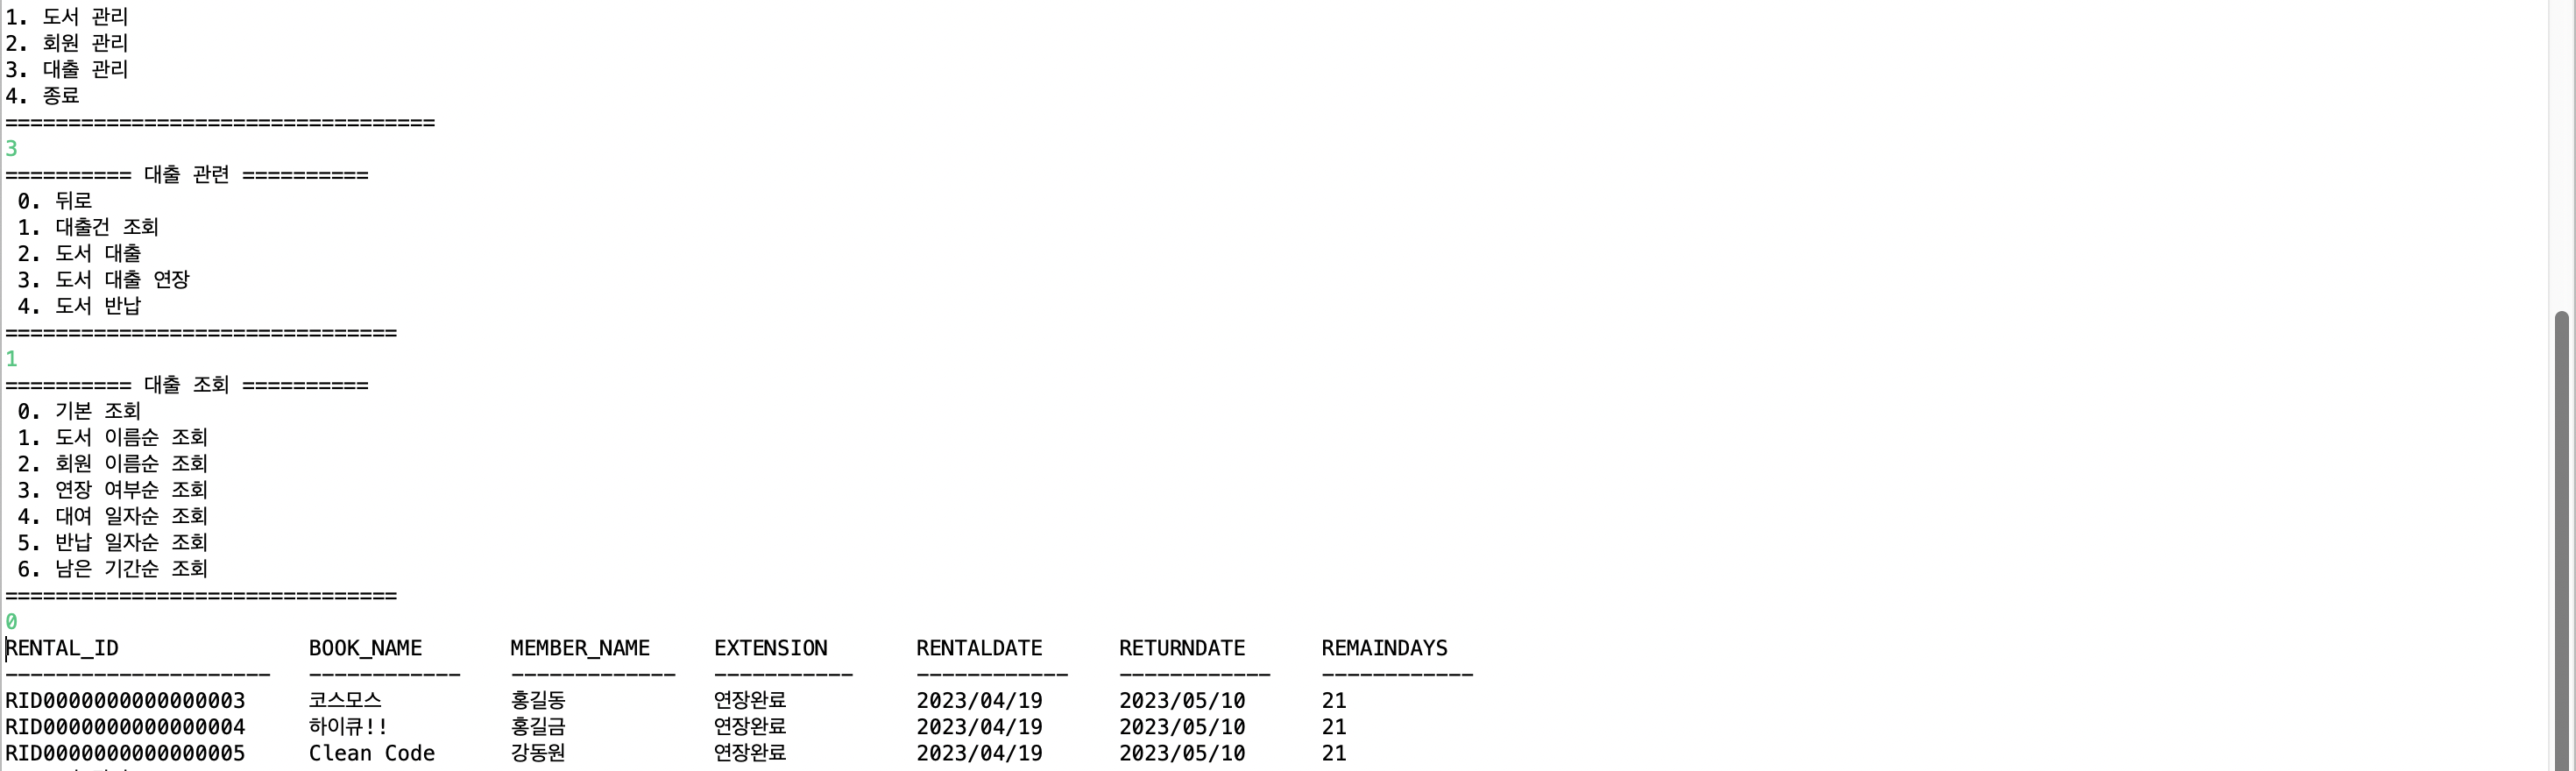 1. 도서 관리
2. 회원 관리
3. 대출 관리
4. 종료
==================================
3
========== 대출 관련 ==========
0. 뒤로
1. 대출건 조회
2. 도서 대출
3. 도서 대출 연장
4. 도서 반납
===============================
1
========== 대출 조회 ==========
0. 기본 조회
1. 도서 이름순 조회
2. 회원 이름순 조회
3. 연장 여부순 조회
4. 대여 일자순 조회
5. 반납 일자순 조회
6. 남은 기간순 조회
===============================
0
RENTAL_ID BOOK_NAME MEMBER_NAME EXTENSION RENTALDATE RETURNDATE REMAINDAYS
--------------------- ------------ ------------- ----------- ------------ ------------ ------------
RID0000000000000003 코스모스 홍길동 연장완료 2023/04/19 2023/05/10 21
RID0000000000000004 하이큐!! 홍길금 연장완료 2023/04/19 2023/05/10 21
RID0000000000000005 Clean Code 강동원 연장완료 2023/04/19 2023/05/10 21